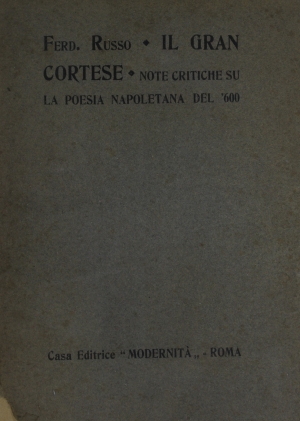 FERD. RUSSO • IL GRAN
CORTESE • NOTE CRITICHE SU
LA POESIA NAPOLETANA DEL '600
Casa Editrice "MODERNITÀ„ - ROMA